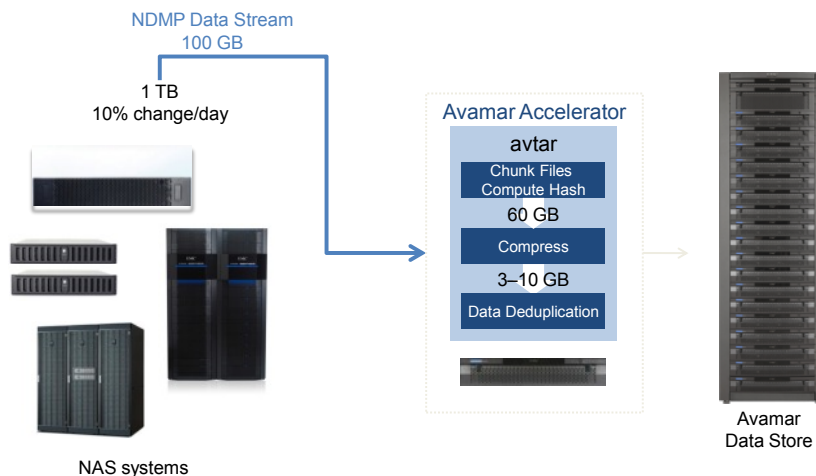 NDMP Data Stream
100 GB
1 TB
10% change/day
NAS systems
Avamar Accelerator
avtar
Chunk Files
Compute Hash
60 GB
Compress
3–10 GB
Data Deduplication
Avamar
Data Store